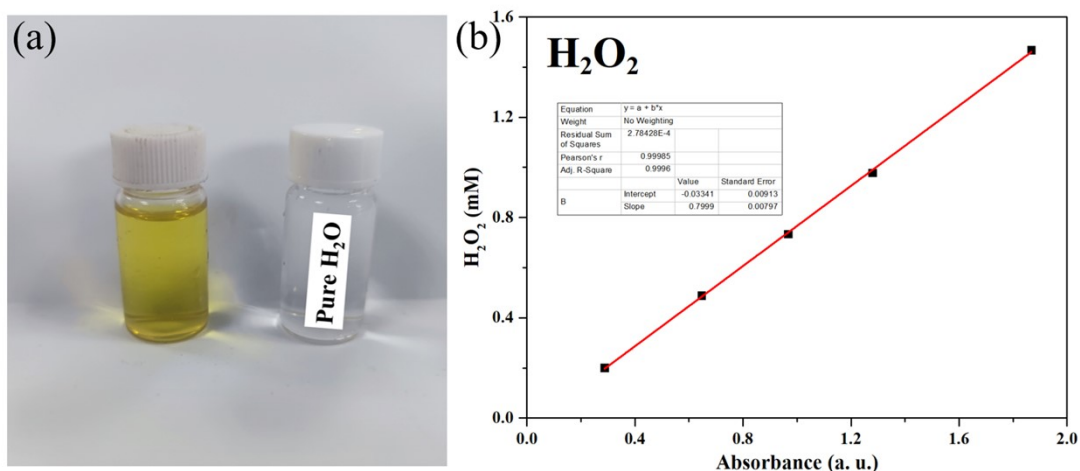 (a)
Pure H₂O
(b)
H₂O₂
Equation y = a + b*x
Weight No Weighting
Residual Sum of Squares 2.78428E-4
Pearson's r 0.99985
Adj. R-Square 0.9996
Value Standard Error
B Intercept -0.03341 0.00913
Slope 0.7999 0.00797
H₂O₂ (mM)
1.6
1.2
0.8
0.4
0.0
0.0 0.4 0.8 1.2 1.6 2.0
Absorbance (a. u.)